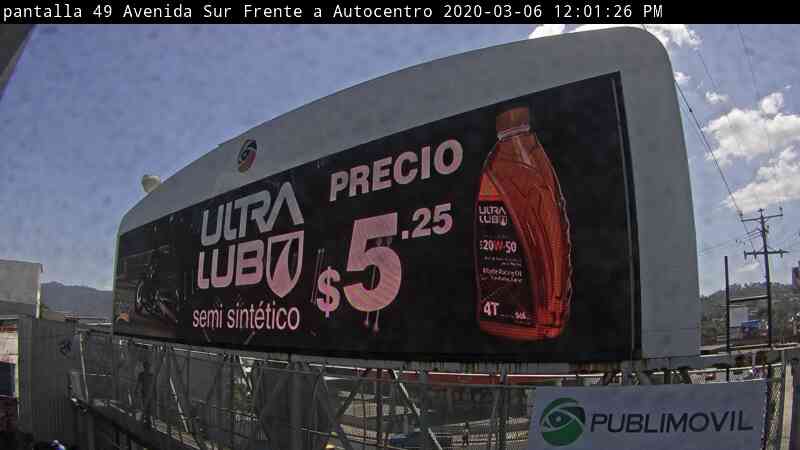 pantalla 49 Avenida Sur Frente a Autocentro 2020-03-06 12:01:26 PM
ULTRA
LUB
semi sintético
PRECIO
$5.25
ULTRA
LUB
20W-50
4T
PUBLIMOVIL